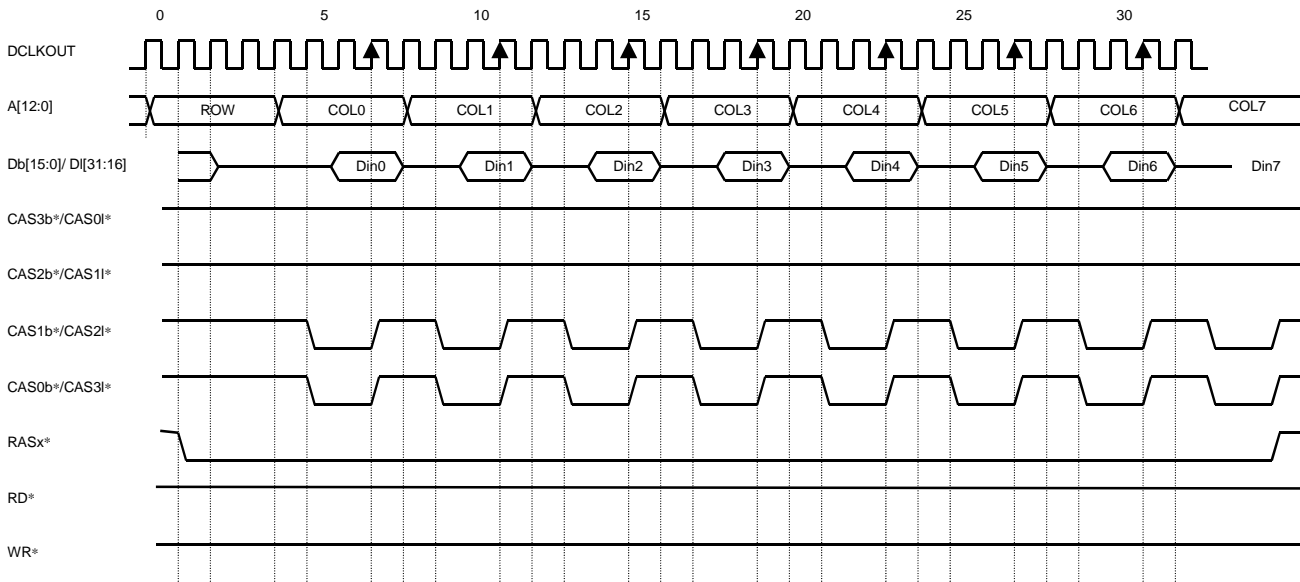 0 5 10 15 20 25 30
DCLKOUT
A[12:0] ROW COL0 COL1 COL2 COL3 COL4 COL5 COL6 COL7
Db[15:0]/ Dl[31:16] Din0 Din1 Din2 Din3 Din4 Din5 Din6 Din7
CAS3b*/CAS0l*
CAS2b*/CAS1l*
CAS1b*/CAS2l*
CAS0b*/CAS3l*
RASx*
RD*
WR*